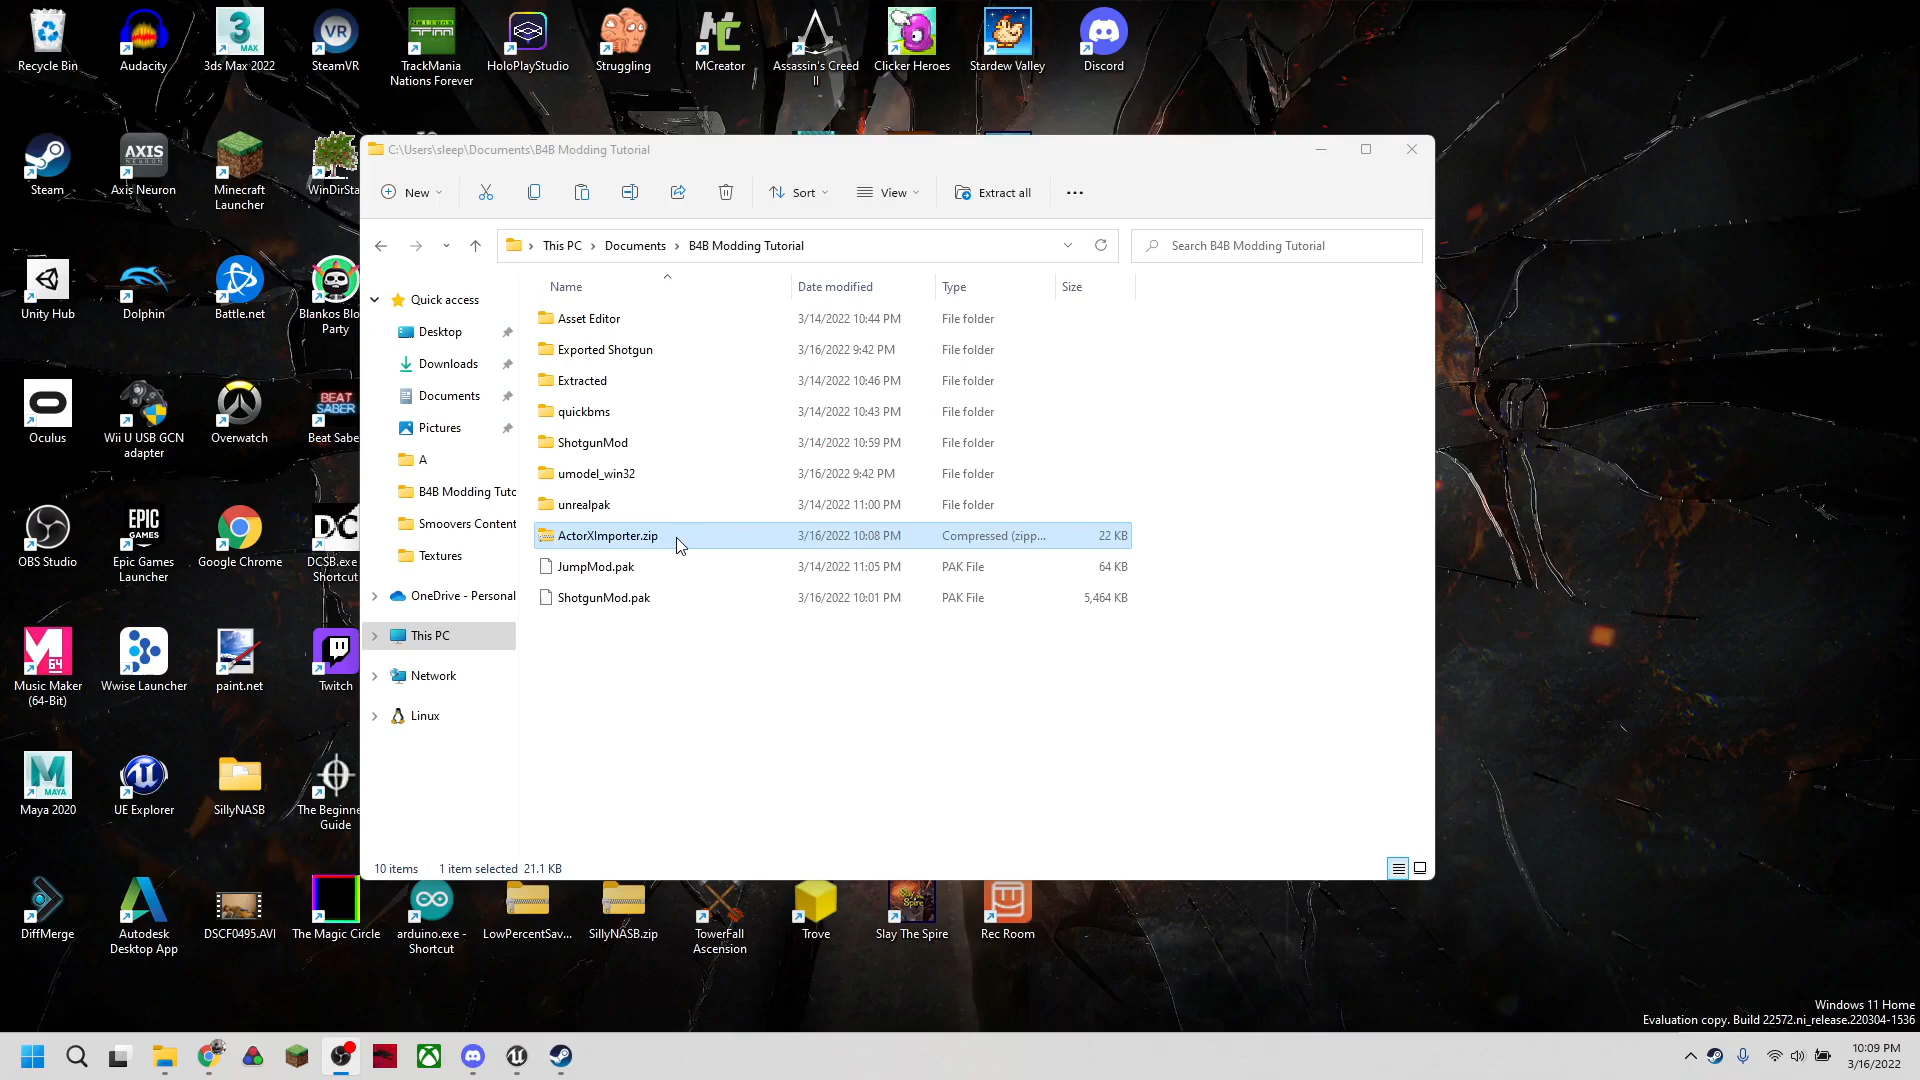 Recycle Bin
Audacity
3ds Max 2022
SteamVR
TrackMania
Nations Forever
HoloPlayStudio
Struggling
MCreator
Assassin's Creed
II
Clicker Heroes
Stardew Valley
Discord
Steam
Axis Neuron
Minecraft
Launcher
WinDirSta
Unity Hub
Dolphin
Battle.net
Blankos Blo
Party
Oculus
Wii U USB GCN
adapter
Overwatch
Beat Sabe
OBS Studio
Epic Games
Launcher
Google Chrome
DCSB.exe
Shortcut
Music Maker
(64-Bit)
Wwise Launcher
paint.net
Twitch
Maya 2020
UE Explorer
SillyNASB
The Beginne
Guide
DiffMerge
Autodesk
Desktop App
DSCF0495.AVI
The Magic Circle
arduino.exe -
Shortcut
LowPercentSav...
SillyNASB.zip
TowerFall
Ascension
Trove
Slay The Spire
Rec Room
C:\Users\sleep\Documents\B4B Modding Tutorial
New
Sort
View
Extract all
This PC > Documents > B4B Modding Tutorial
Search B4B Modding Tutorial
Quick access
Desktop
Downloads
Documents
Pictures
A
B4B Modding Tutc
Smoovers Content
Textures
OneDrive - Personal
This PC
Network
Linux
Name Date modified Type Size
Asset Editor 3/14/2022 10:44 PM File folder
Exported Shotgun 3/16/2022 9:42 PM File folder
Extracted 3/14/2022 10:46 PM File folder
quickbms 3/14/2022 10:43 PM File folder
ShotgunMod 3/14/2022 10:59 PM File folder
umodel_win32 3/16/2022 9:42 PM File folder
unrealpak 3/14/2022 11:00 PM File folder
ActorXImporter.zip 3/16/2022 10:08 PM Compressed (zipp... 22 KB
JumpMod.pak 3/14/2022 11:05 PM PAK File 64 KB
ShotgunMod.pak 3/16/2022 10:01 PM PAK File 5,464 KB
10 items 1 item selected 21.1 KB
Windows 11 Home
Evaluation copy. Build 22572.ni_release.220304-1536
10:09 PM
3/16/2022